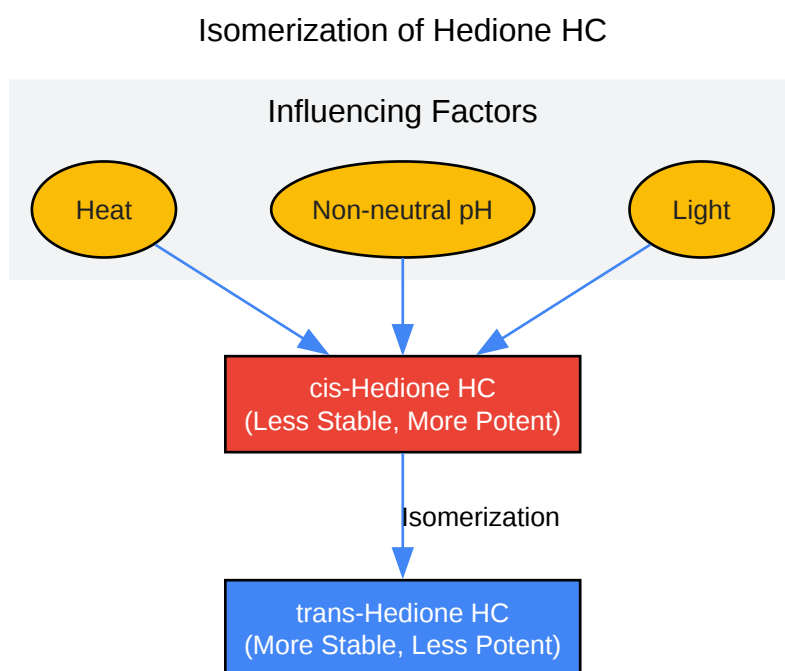 Isomerization of Hedione HC
Influencing Factors
Heat
Non-neutral pH
Light
cis-Hedione HC
(Less Stable, More Potent)
Isomerization
trans-Hedione HC
(More Stable, Less Potent)